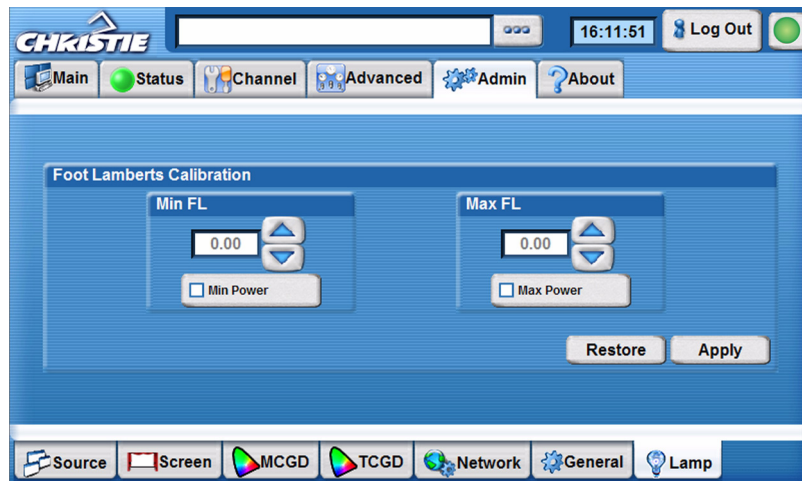 CHRISTIE 16:11:51 Log Out
Main Status Channel Advanced Admin About
Foot Lamberts Calibration
Min FL Max FL
0.00 0.00
Min Power Max Power
Restore Apply
Source Screen MCGD TCGD Network General Lamp